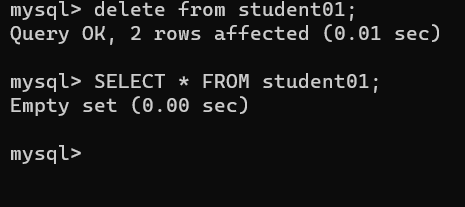 mysql> delete from student01;
Query OK, 2 rows affected (0.01 sec)
mysql> SELECT * FROM student01;
Empty set (0.00 sec)
mysql>